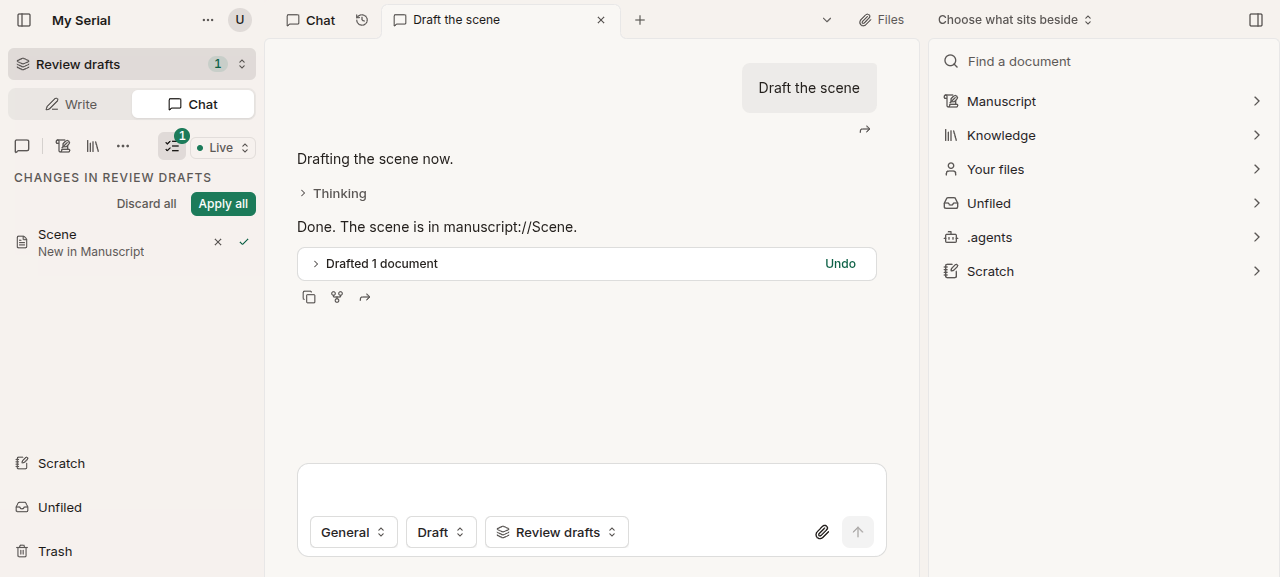 My Serial
U
Review drafts
1
Write
Chat
1
Live
CHANGES IN REVIEW DRAFTS
Discard all
Apply all
Scene
New in Manuscript
Scratch
Unfiled
Trash
Chat
Draft the scene
Files
Draft the scene
Drafting the scene now.
Thinking
Done. The scene is in manuscript://Scene.
Drafted 1 document
Undo
General
Draft
Review drafts
Choose what sits beside
Find a document
Manuscript
Knowledge
Your files
Unfiled
.agents
Scratch